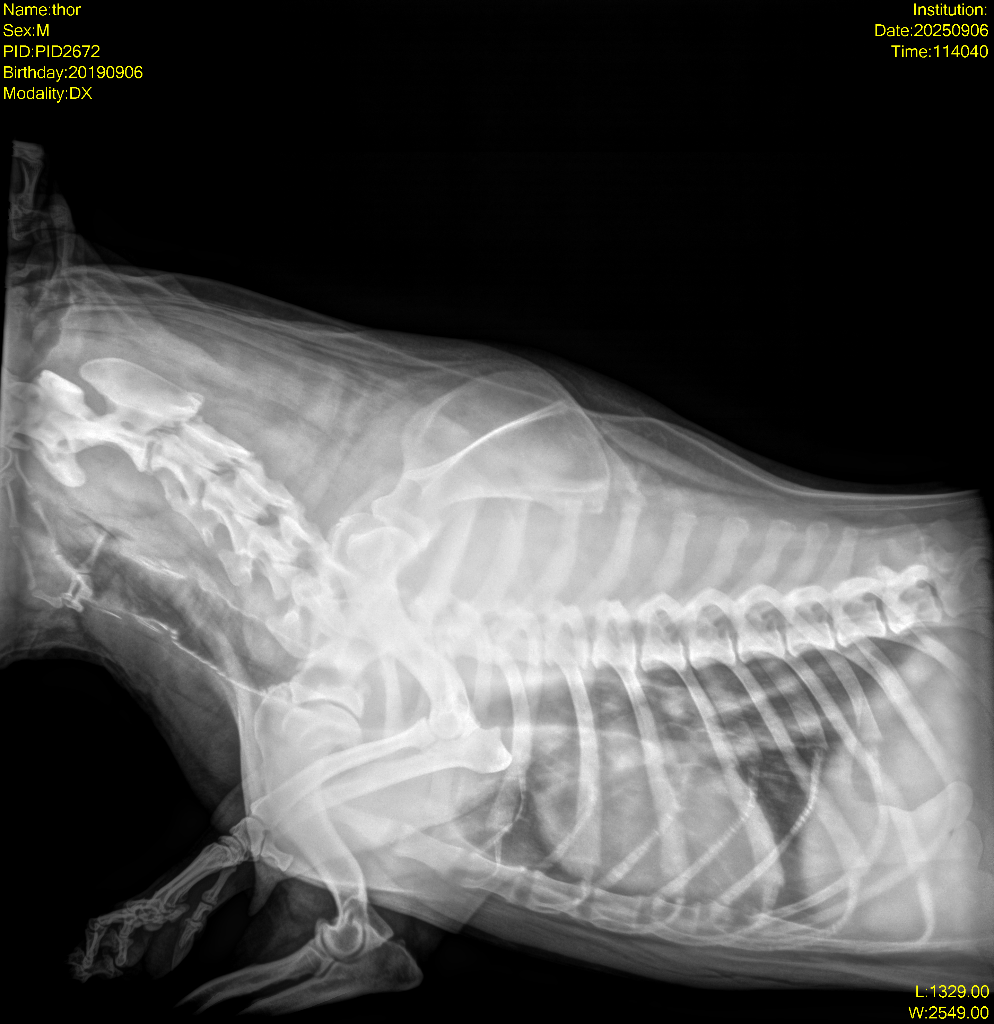 Name:thor
Sex:M
PID:PID2672
Birthday:20190906
Modality:DX
Institution:
Date:20250906
Time:114040
L:1329.00
W:2549.00